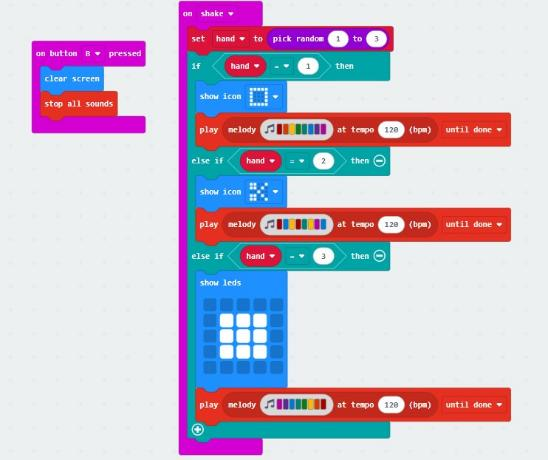 on shake
set hand to pick random 1 to 3
if hand = 1 then
show icon
play melody at tempo 120 (bpm) until done
else if hand = 2 then
show icon
play melody at tempo 120 (bpm) until done
else if hand = 3 then
show leds
play melody at tempo 120 (bpm) until done
on button B pressed
clear screen
stop all sounds